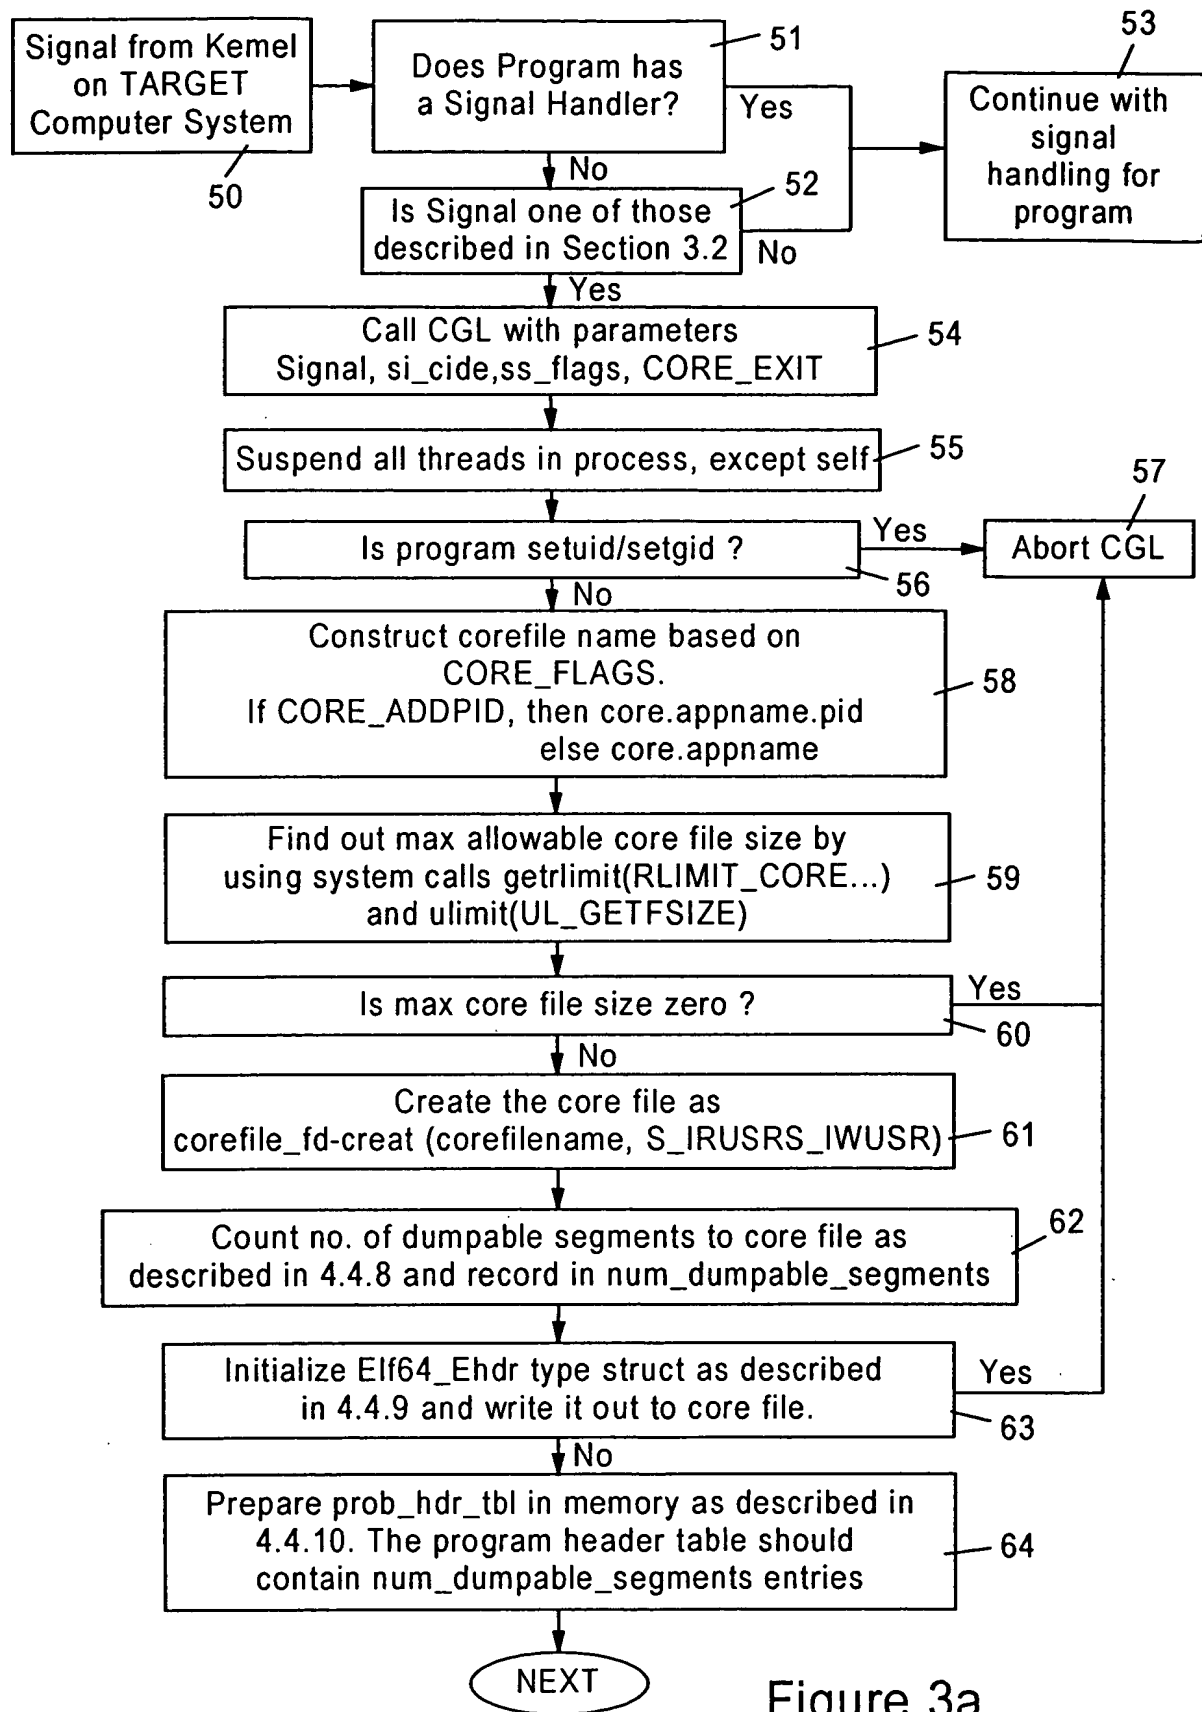 Signal from Kemel
on TARGET
Computer System
50
Does Program has
a Signal Handler?
51
Yes
No
53
Continue with
signal
handling for
program
Is Signal one of those
described in Section 3.2
52
No
Yes
Call CGL with parameters
Signal, si_cide,ss_flags, CORE_EXIT
54
Suspend all threads in process, except self
55
Is program setuid/setgid ?
56
Yes
No
57
Abort CGL
Construct corefile name based on
CORE_FLAGS.
If CORE_ADDPID, then core.appname.pid
else core.appname
58
Find out max allowable core file size by
using system calls getrlimit(RLIMIT_CORE...)
and ulimit(UL_GETFSIZE)
59
Is max core file size zero ?
60
Yes
No
Create the core file as
corefile_fd-creat (corefilename, S_IRUSRS_IWUSR)
61
Count no. of dumpable segments to core file as
described in 4.4.8 and record in num_dumpable_segments
62
Initialize Elf64_Ehdr type struct as described
in 4.4.9 and write it out to core file.
63
Yes
No
Prepare prob_hdr_tbl in memory as described in
4.4.10. The program header table should
contain num_dumpable_segments entries
64
NEXT
Figure 3a